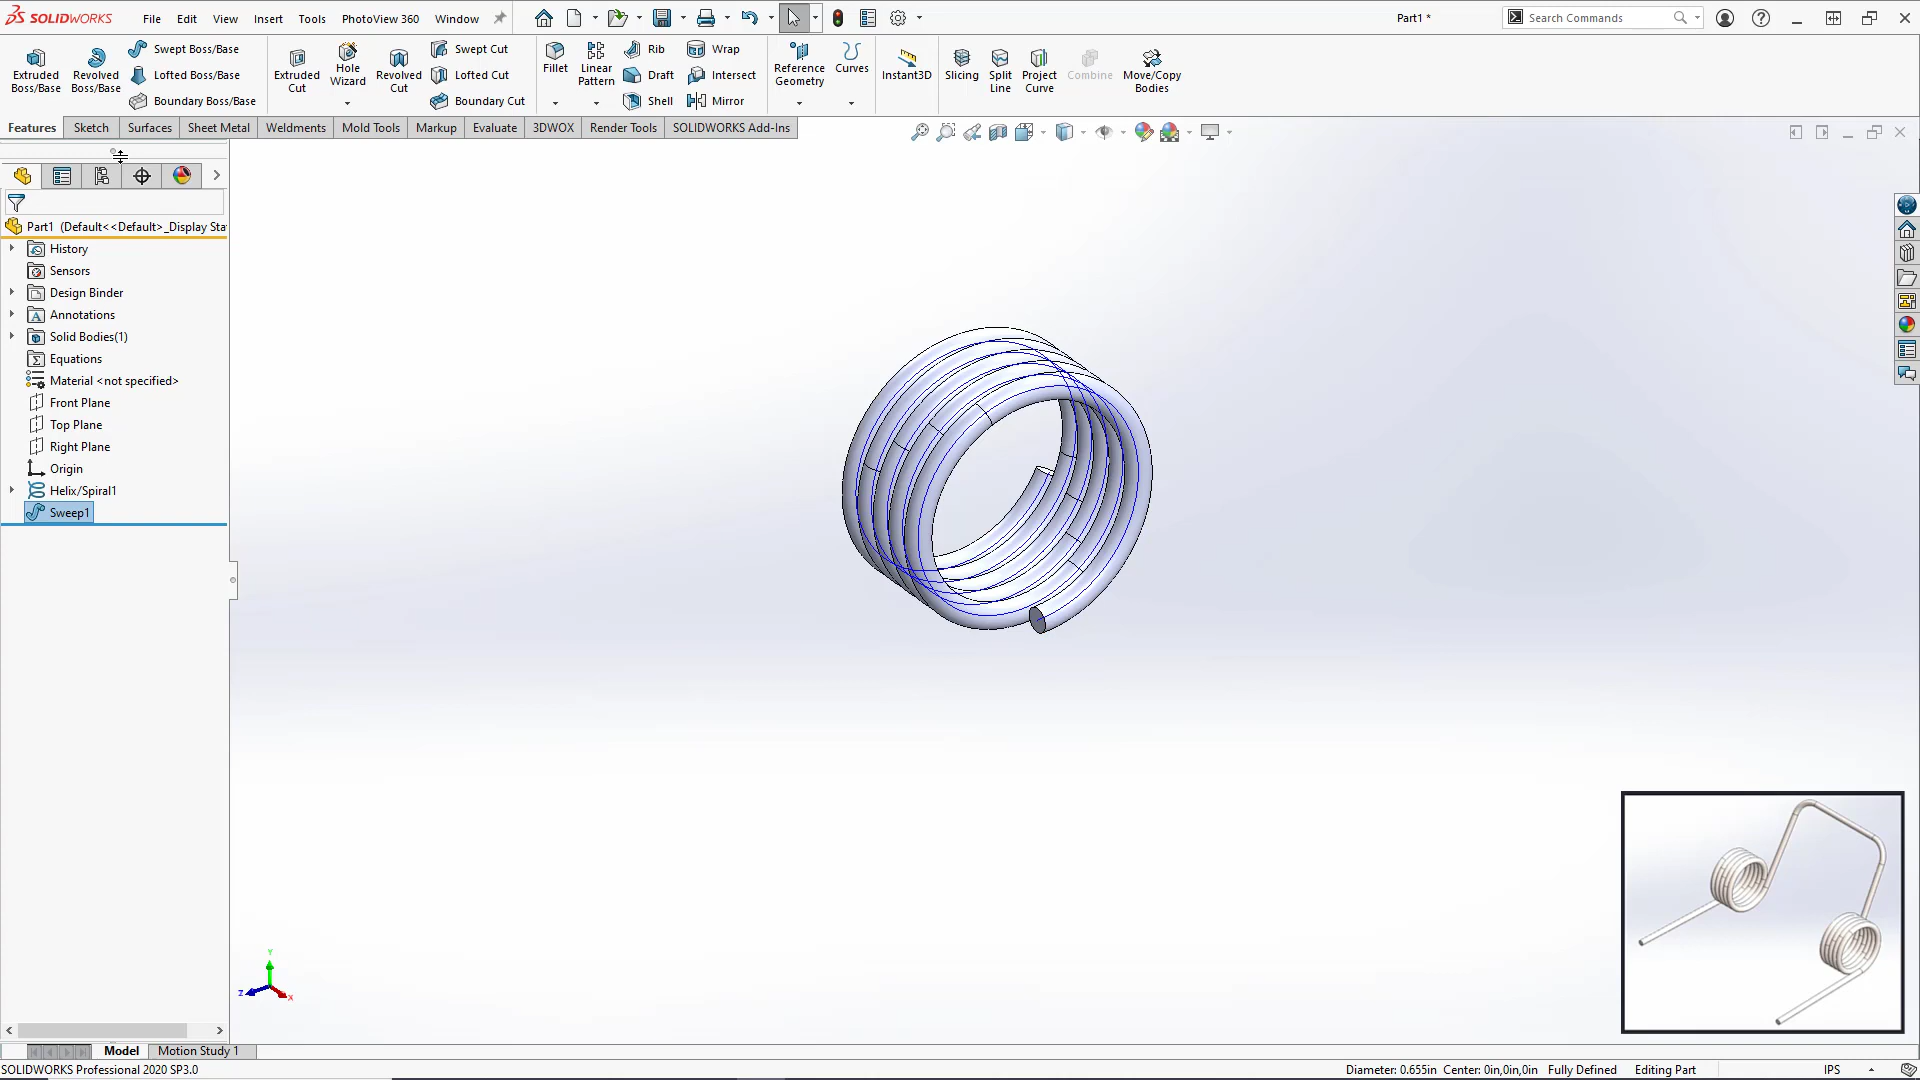 SOLIDWORKS
File Edit View Insert Tools PhotoView 360 Window
Part1 *
Search Commands
Extruded Boss/Base
Revolved Boss/Base
Swept Boss/Base
Lofted Boss/Base
Boundary Boss/Base
Extruded Cut
Hole Wizard
Revolved Cut
Swept Cut
Lofted Cut
Boundary Cut
Fillet
Linear Pattern
Rib
Draft
Shell
Wrap
Intersect
Mirror
Reference Geometry
Curves
Instant3D
Slicing
Split Line
Project Curve
Combine
Move/Copy Bodies
Features Sketch Surfaces Sheet Metal Weldments Mold Tools Markup Evaluate 3DWOX Render Tools SOLIDWORKS Add-Ins
Part1 (Default<<Default>_Display Sta
History
Sensors
Design Binder
Annotations
Solid Bodies(1)
Equations
Material <not specified>
Front Plane
Top Plane
Right Plane
Origin
Helix/Spiral1
Sweep1
Y
Z
X
Model Motion Study 1
SOLIDWORKS Professional 2020 SP3.0
Diameter: 0.655in Center: 0in,0in,0in Fully Defined Editing Part IPS